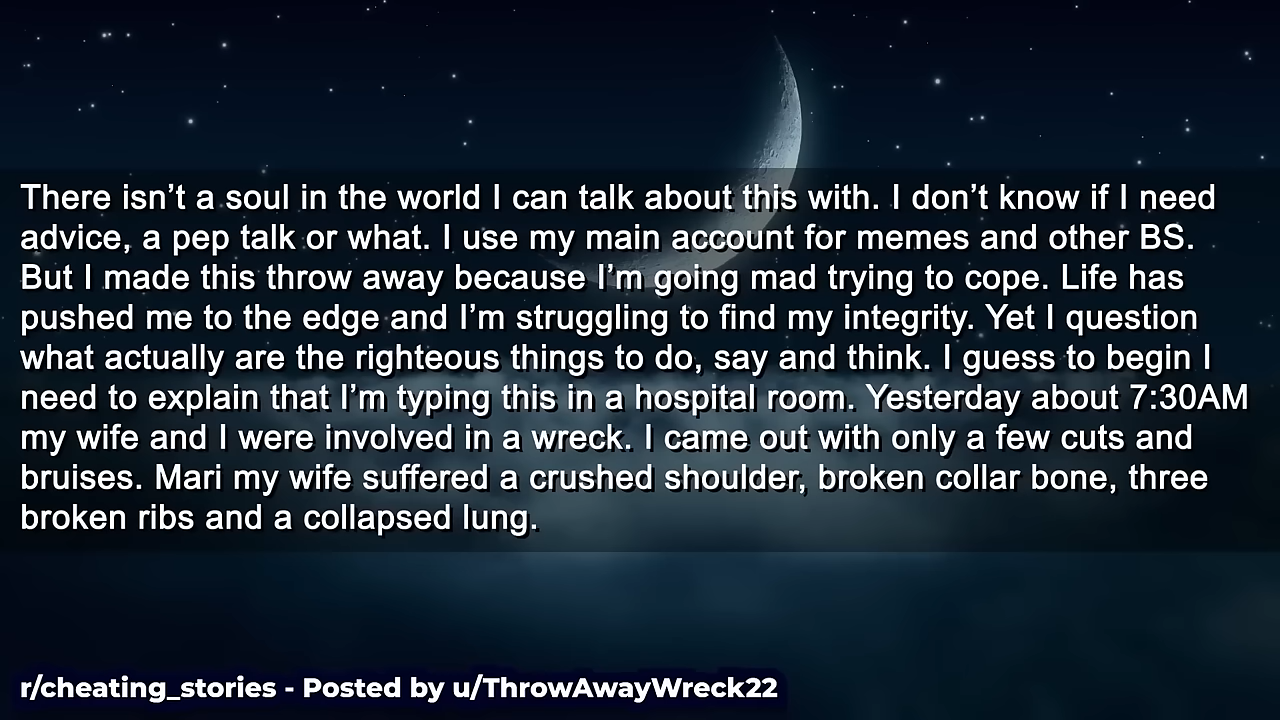 There isn’t a soul in the world I can talk about this with. I don’t know if I need
advice, a pep talk or what. I use my main account for memes and other BS.
But I made this throw away because I’m going mad trying to cope. Life has
pushed me to the edge and I’m struggling to find my integrity. Yet I question
what actually are the righteous things to do, say and think. I guess to begin I
need to explain that I’m typing this in a hospital room. Yesterday about 7:30AM
my wife and I were involved in a wreck. I came out with only a few cuts and
bruises. Mari my wife suffered a crushed shoulder, broken collar bone, three
broken ribs and a collapsed lung.
r/cheating_stories - Posted by u/ThrowAwayWreck22